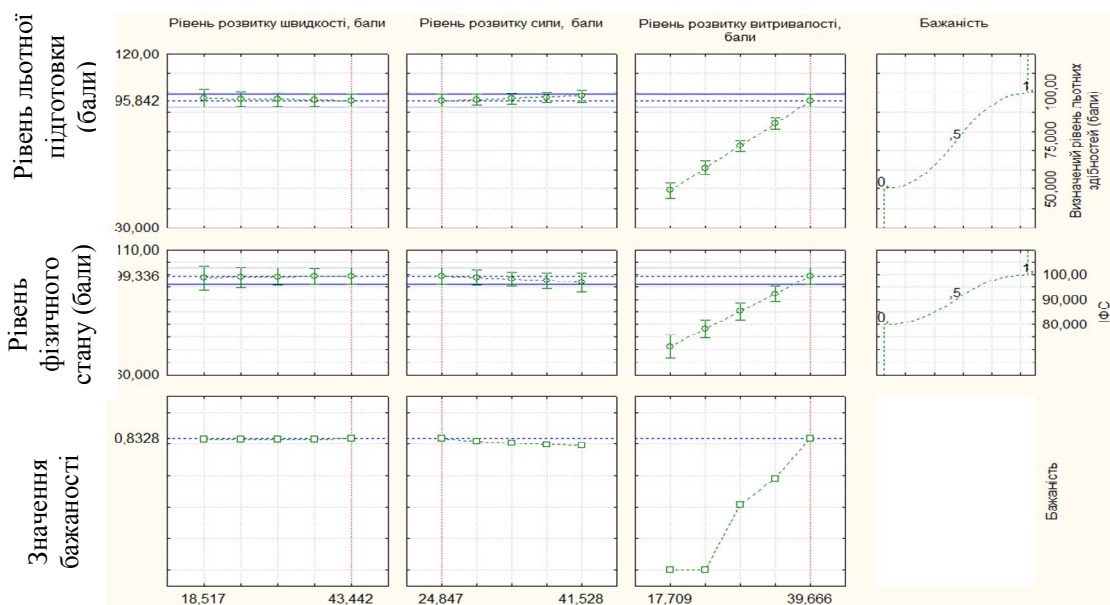 Рівень розвитку швидкості, бали
Рівень розвитку сили, бали
Рівень розвитку витривалості,
бали
Бажаність
Рівень льотної
підготовки
(бали)
120,00
95,842
30,000
1,
,5
0,
100,00
75,000
50,000
Визначений рівень льотних
здібностей (бали)
Рівень
фізичного
стану (бали)
110,00
99,336
60,000
1,
,5
0,
100,00
90,000
80,000
ІФС
Значення
бажаності
0,8328
Бажаність
18,517
43,442
24,847
41,528
17,709
39,666